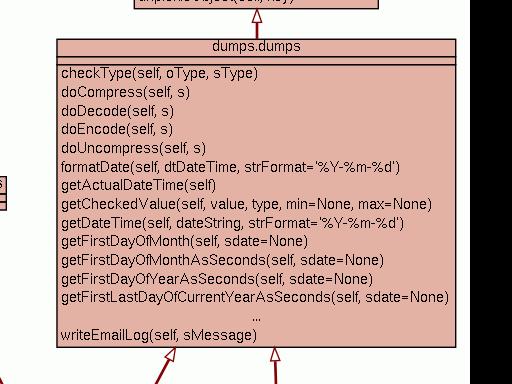 dumps.dumps
checkType(self, oType, sType)
doCompress(self, s)
doDecode(self, s)
doEncode(self, s)
doUncompress(self, s)
formatDate(self, dtDateTime, strFormat='%Y-%m-%d')
getActualDateTime(self)
getCheckedValue(self, value, type, min=None, max=None)
getDateTime(self, dateString, strFormat='%Y-%m-%d')
getFirstDayOfMonth(self, sdate=None)
getFirstDayOfMonthAsSeconds(self, sdate=None)
getFirstDayOfYearAsSeconds(self, sdate=None)
getFirstLastDayOfCurrentYearAsSeconds(self, sdate=None)
...
writeEmailLog(self, sMessage)